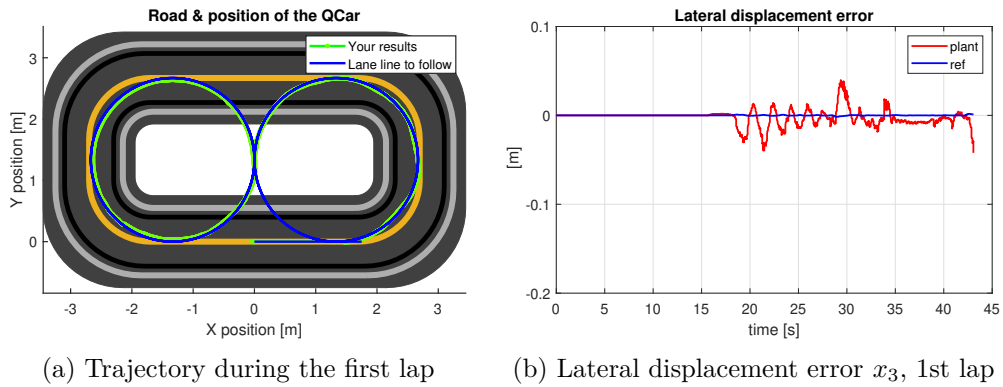 Road & position of the QCar
Y position [m]
3
2
1
0
Your results
Lane line to follow
-3 -2 -1 0 1 2 3
X position [m]
(a) Trajectory during the first lap
Lateral displacement error
[m]
0.1
0
-0.1
-0.2
plant
ref
0 5 10 15 20 25 30 35 40 45
time [s]
(b) Lateral displacement error x₃, 1st lap